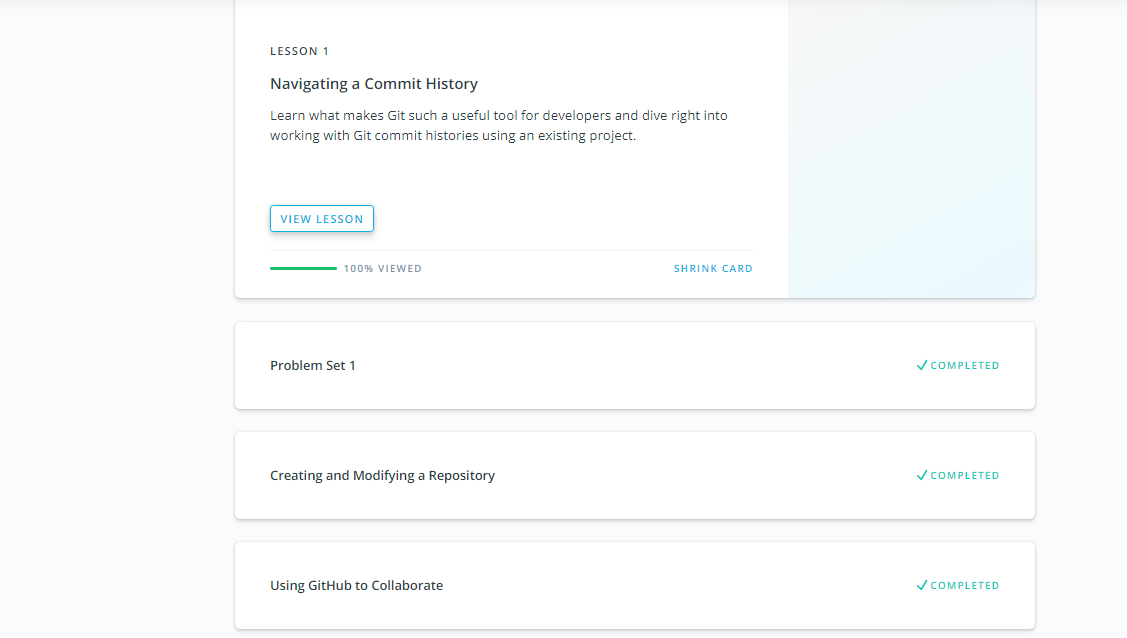 LESSON 1
Navigating a Commit History
Learn what makes Git such a useful tool for developers and dive right into
working with Git commit histories using an existing project.
VIEW LESSON
100% VIEWED
SHRINK CARD
Problem Set 1
COMPLETED
Creating and Modifying a Repository
COMPLETED
Using GitHub to Collaborate
COMPLETED